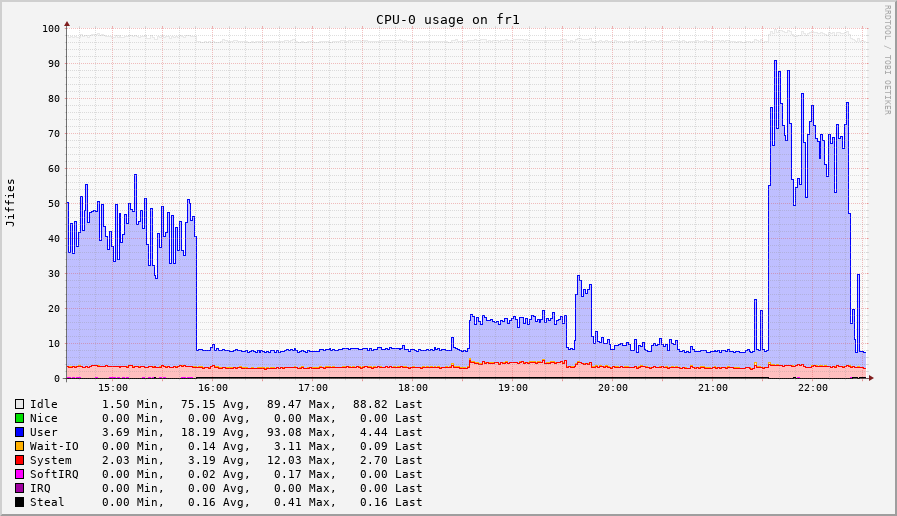 CPU-0 usage on fr1
RRDTOOL / TOBI OETIKER
Jiffies
100
90
80
70
60
50
40
30
20
10
0
15:00 16:00 17:00 18:00 19:00 20:00 21:00 22:00
Idle 1.50 Min, 75.15 Avg, 89.47 Max, 88.82 Last
Nice 0.00 Min, 0.00 Avg, 0.00 Max, 0.00 Last
User 3.69 Min, 18.19 Avg, 93.08 Max, 4.44 Last
Wait-IO 0.00 Min, 0.14 Avg, 3.11 Max, 0.09 Last
System 2.03 Min, 3.19 Avg, 12.03 Max, 2.70 Last
SoftIRQ 0.00 Min, 0.02 Avg, 0.17 Max, 0.00 Last
IRQ 0.00 Min, 0.00 Avg, 0.00 Max, 0.00 Last
Steal 0.00 Min, 0.16 Avg, 0.41 Max, 0.16 Last